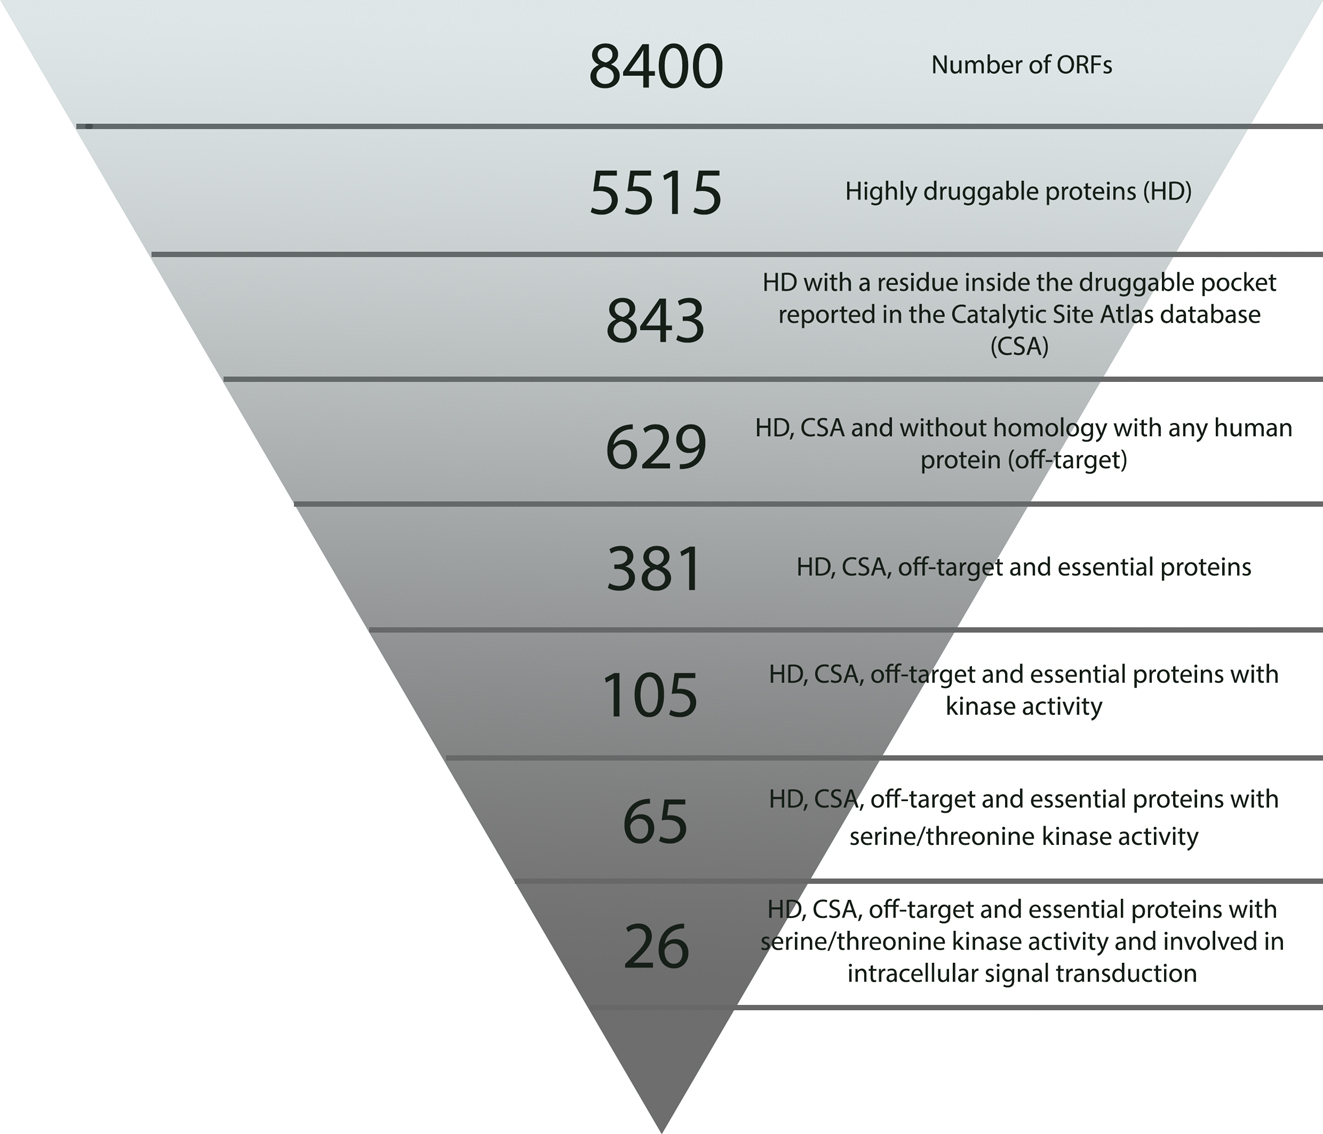 8400
Number of ORFs
5515
Highly druggable proteins (HD)
843
HD with a residue inside the druggable pocket
reported in the Catalytic Site Atlas database
(CSA)
629
HD, CSA and without homology with any human
protein (off-target)
381
HD, CSA, off-target and essential proteins
105
HD, CSA, off-target and essential proteins with
kinase activity
65
HD, CSA, off-target and essential proteins with
serine/threonine kinase activity
26
HD, CSA, off-target and essential proteins with
serine/threonine kinase activity and involved in
intracellular signal transduction